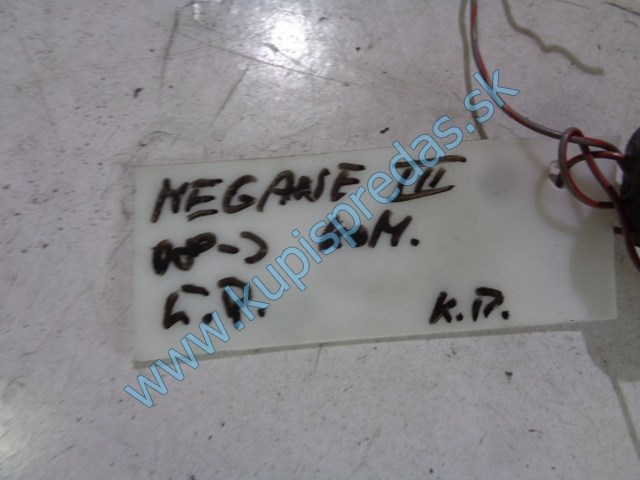 MEGANE III
08->
Ľ.P.
K.D.
www.kupispredas.sk